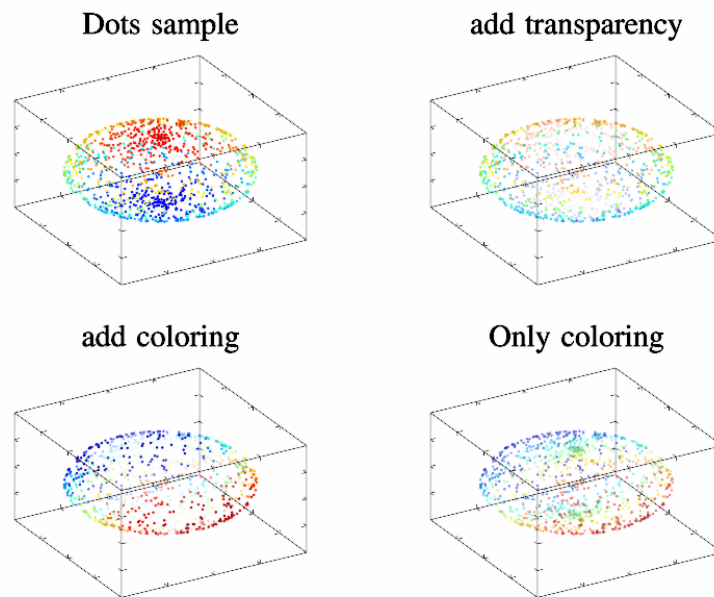 Dots sample
add transparency
add coloring
Only coloring